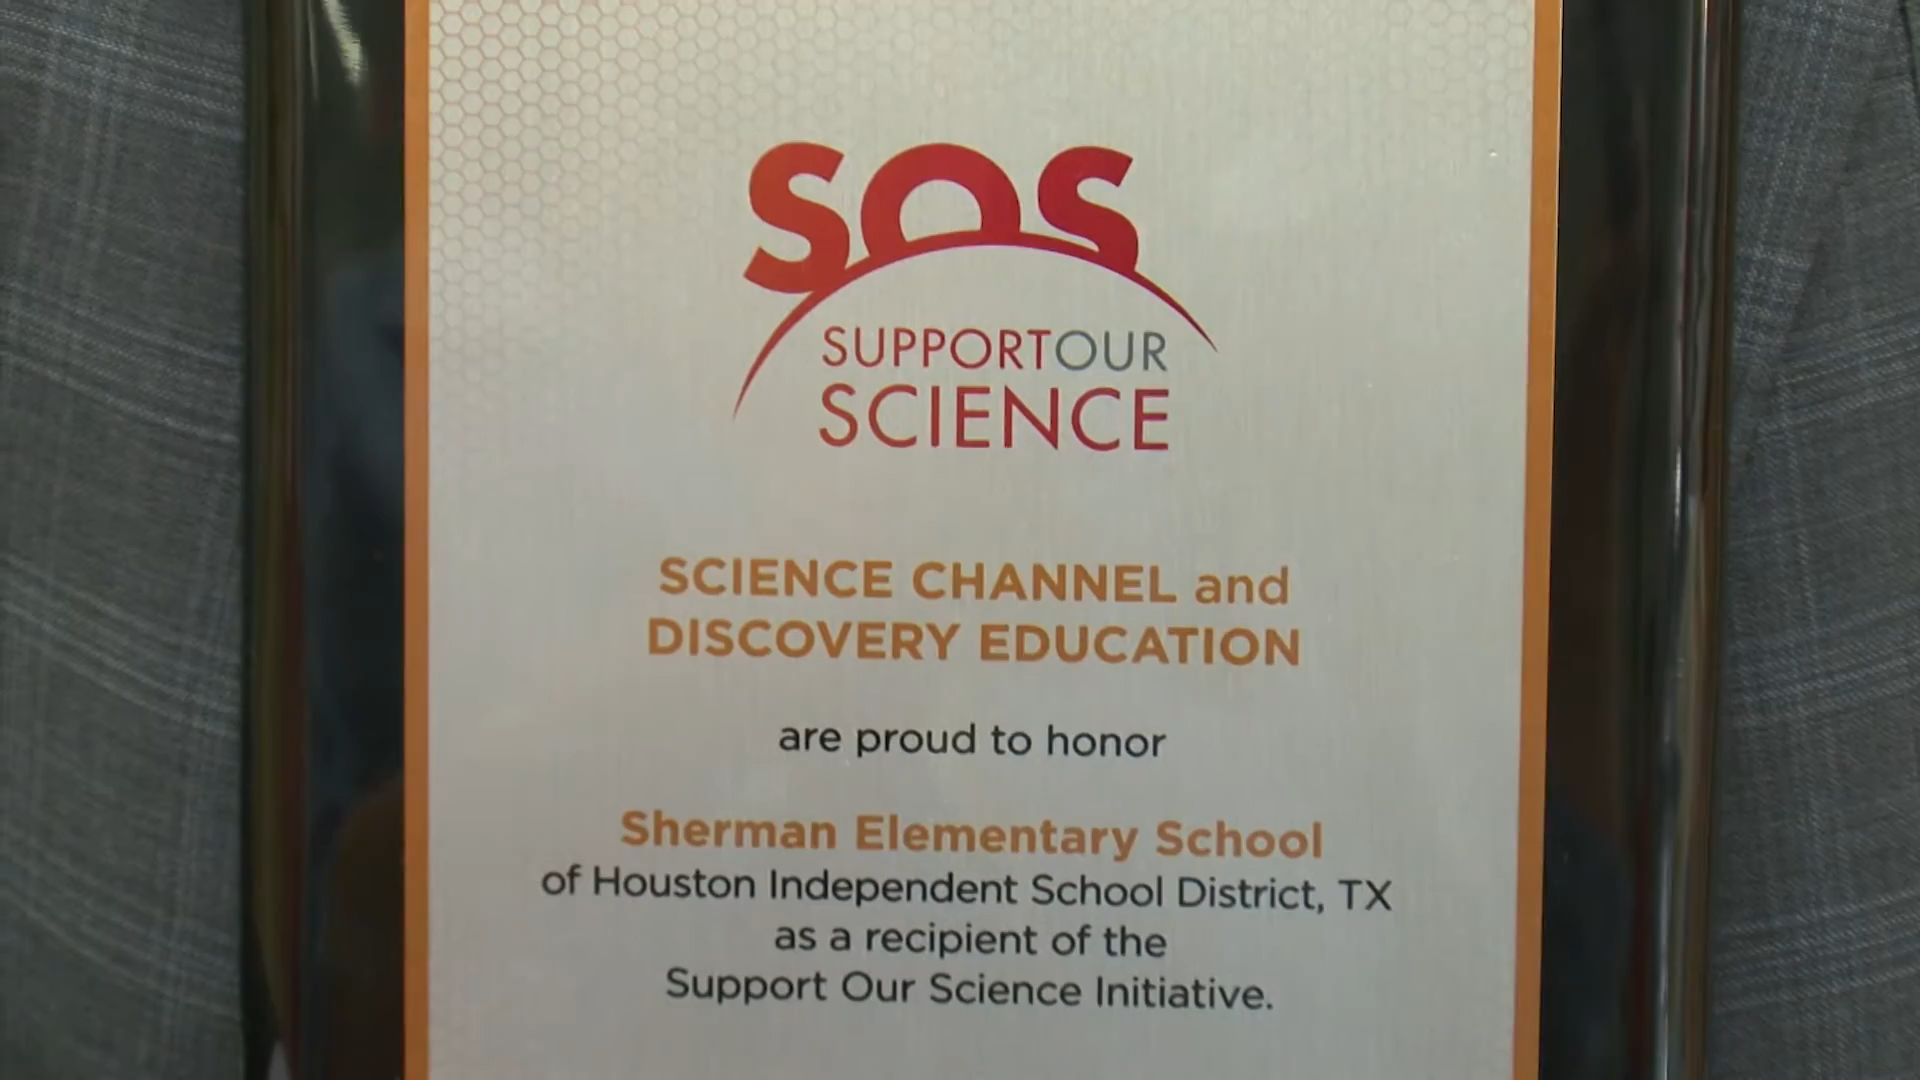 SOS
SUPPORTOUR
SCIENCE
SCIENCE CHANNEL and
DISCOVERY EDUCATION
are proud to honor
Sherman Elementary School
of Houston Independent School District, TX
as a recipient of the
Support Our Science Initiative.